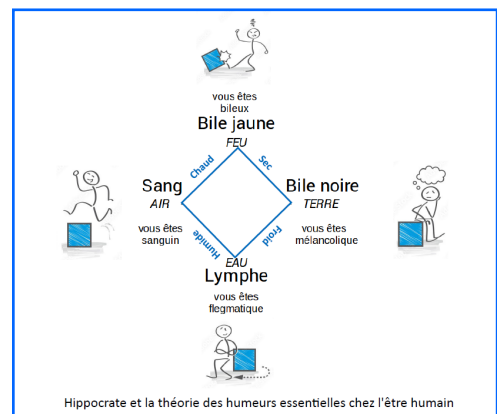 vous êtes
bileux
Bile jaune
FEU
Chaud
Sec
Sang
AIR
vous êtes
sanguin
Bile noire
TERRE
vous êtes
mélancolique
Humide
Froid
EAU
Lymphe
vous êtes
flegmatique
Hippocrate et la théorie des humeurs essentielles chez l'être humain